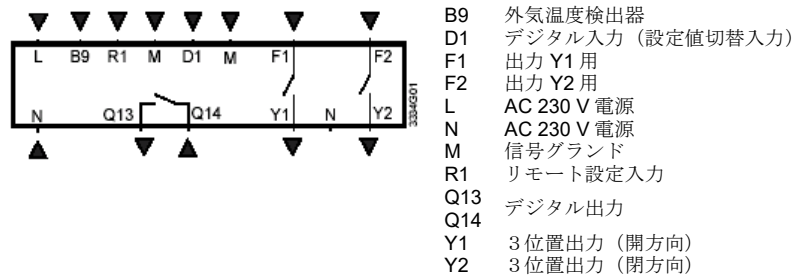 L B9 R1 M D1 M F1 F2
N Q13 Q14 Y1 N Y2
3334G01
B9 外気温度検出器
D1 デジタル入力（設定値切替入力）
F1 出力 Y1 用
F2 出力 Y2 用
L AC 230 V 電源
N AC 230 V 電源
M 信号グランド
R1 リモート設定入力
Q13
Q14 デジタル出力
Y1 ３位置出力（開方向）
Y2 ３位置出力（閉方向）